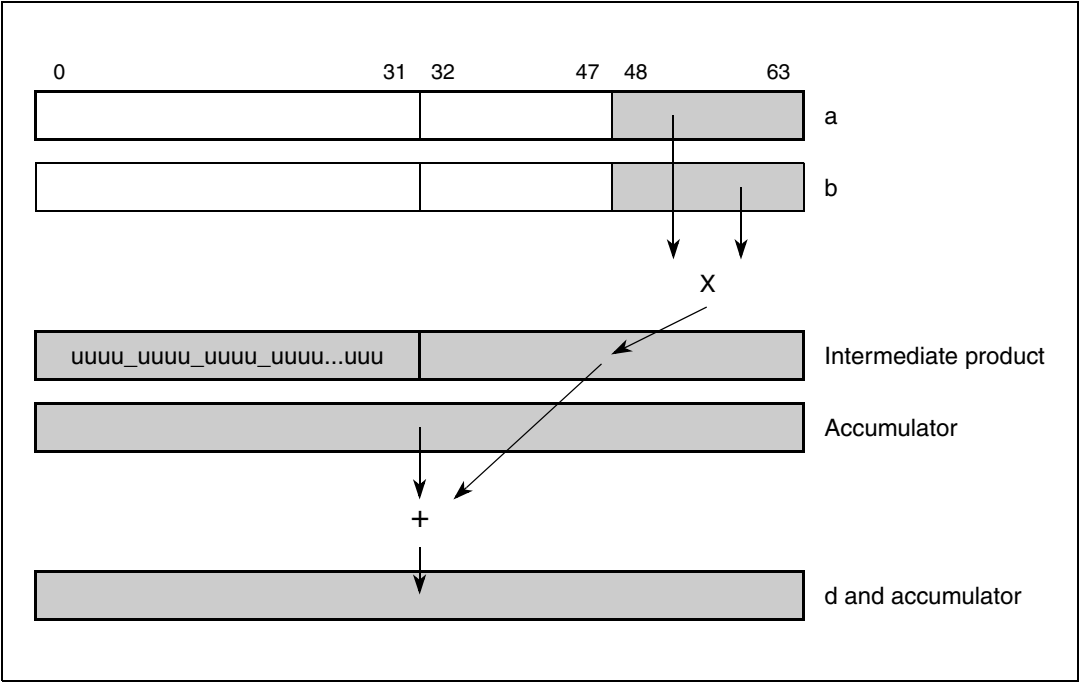 0 31 32 47 48 63
a
b
X
uuuu_uuuu_uuuu_uuuu...uuu Intermediate product
Accumulator
+
d and accumulator